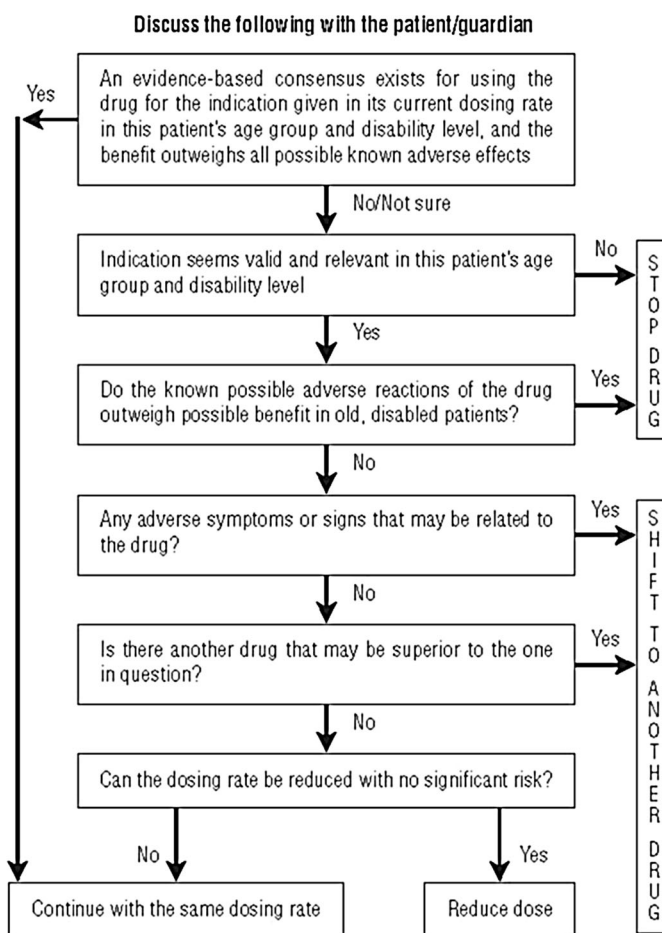 Discuss the following with the patient/guardian
Yes
An evidence-based consensus exists for using the
drug for the indication given in its current dosing rate
in this patient's age group and disability level, and the
benefit outweighs all possible known adverse effects
No/Not sure
Indication seems valid and relevant in this patient's age
group and disability level
No
STOP DRUG
Yes
Do the known possible adverse reactions of the drug
outweigh possible benefit in old, disabled patients?
Yes
No
Any adverse symptoms or signs that may be related to
the drug?
Yes
SHIFT TO ANOTHER DRUG
No
Is there another drug that may be superior to the one
in question?
Yes
No
Can the dosing rate be reduced with no significant risk?
No
Yes
Continue with the same dosing rate
Reduce dose